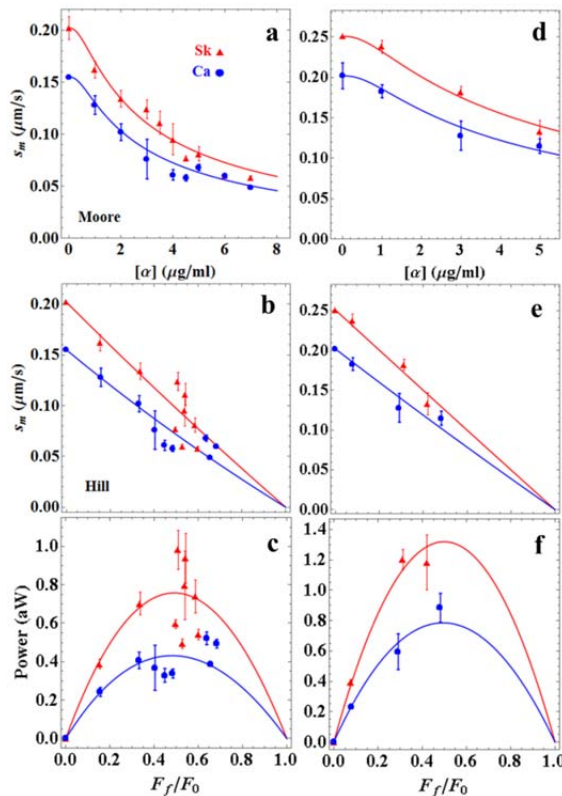 a
Sk
Ca
Moore
s_m (μm/s)
0.20
0.15
0.10
0.05
0.00
0 2 4 6 8
[α] (μg/ml)
d
0.25
0.20
0.15
0.10
0.05
0.00
0 1 2 3 4 5
[α] (μg/ml)
b
Hill
s_m (μm/s)
0.20
0.15
0.10
0.05
0.00
e
0.25
0.20
0.15
0.10
0.05
0.00
c
Power (aW)
1.0
0.8
0.6
0.4
0.2
0.0
0.0 0.2 0.4 0.6 0.8 1.0
F_f/F_0
f
1.4
1.2
1.0
0.8
0.6
0.4
0.2
0.0
0.0 0.2 0.4 0.6 0.8 1.0
F_f/F_0